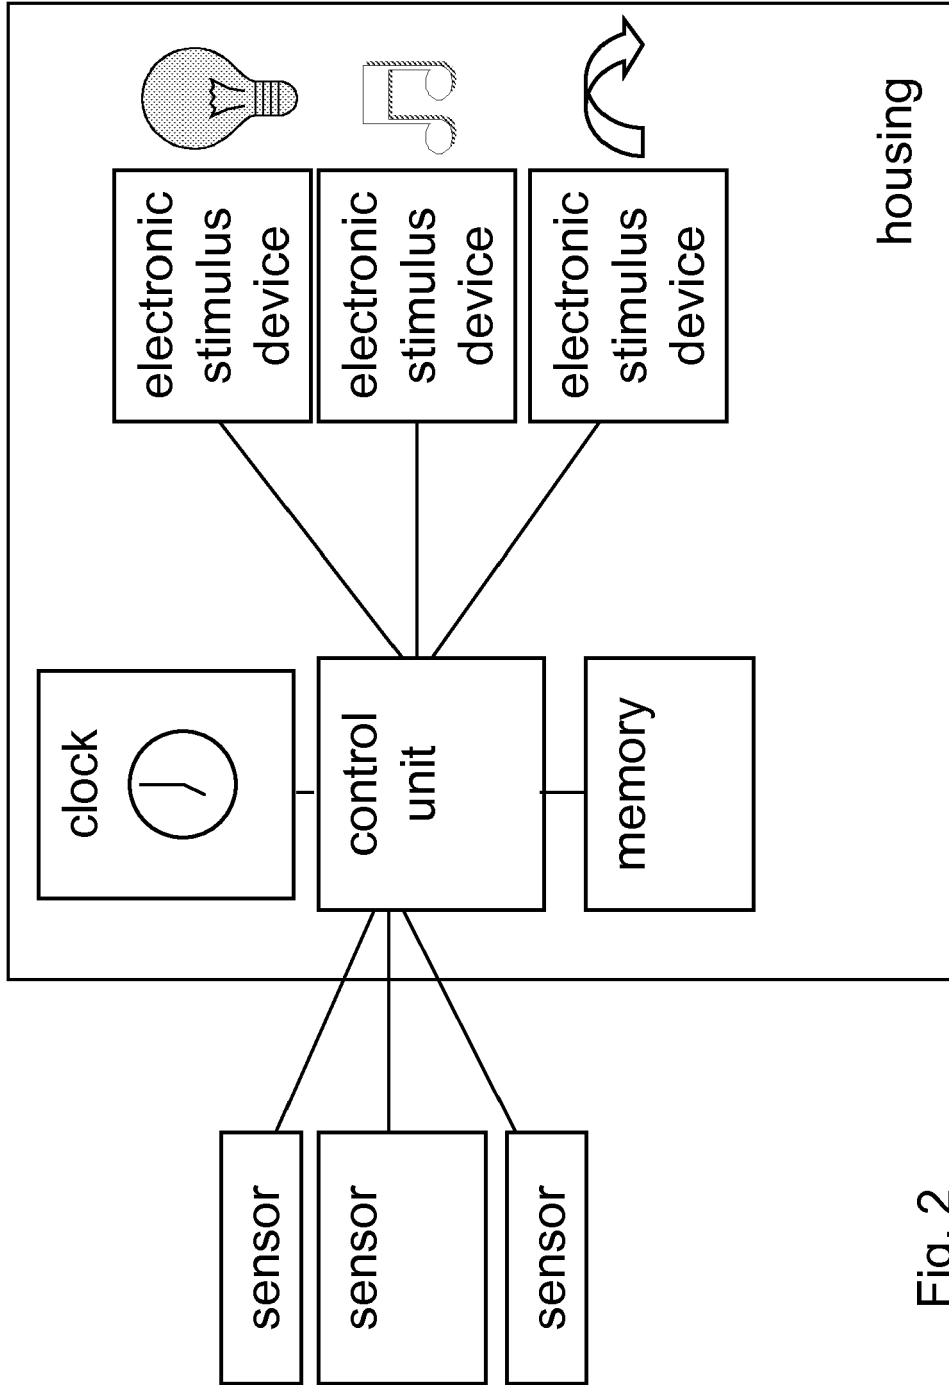 clock
electronic
stimulus
device
sensor
control
unit
electronic
stimulus
device
sensor
sensor
memory
electronic
stimulus
device
housing
Fig. 2